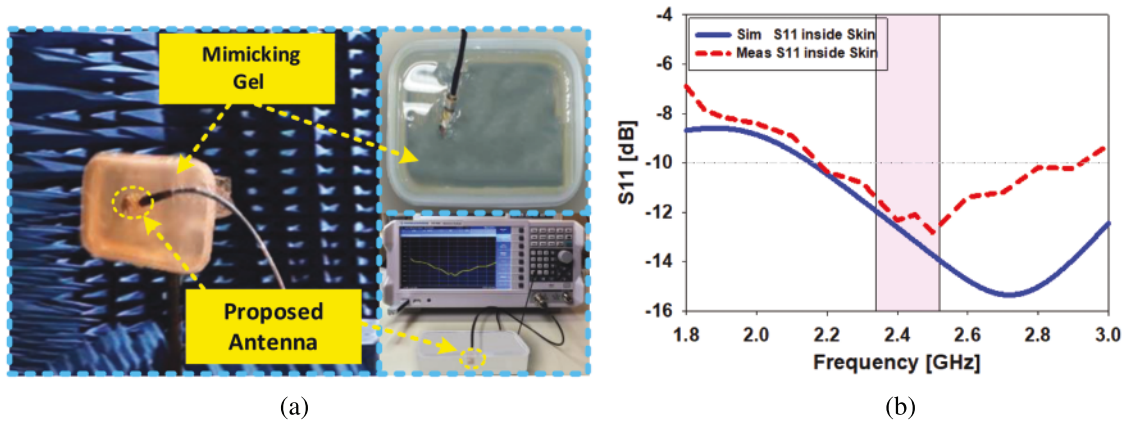 Mimicking
Gel
Proposed
Antenna
(a)
-4
-6
-8
-10
-12
-14
-16
S11 [dB]
Sim S11 inside Skin
Meas S11 inside Skin
1.8 2.0 2.2 2.4 2.6 2.8 3.0
Frequency [GHz]
(b)